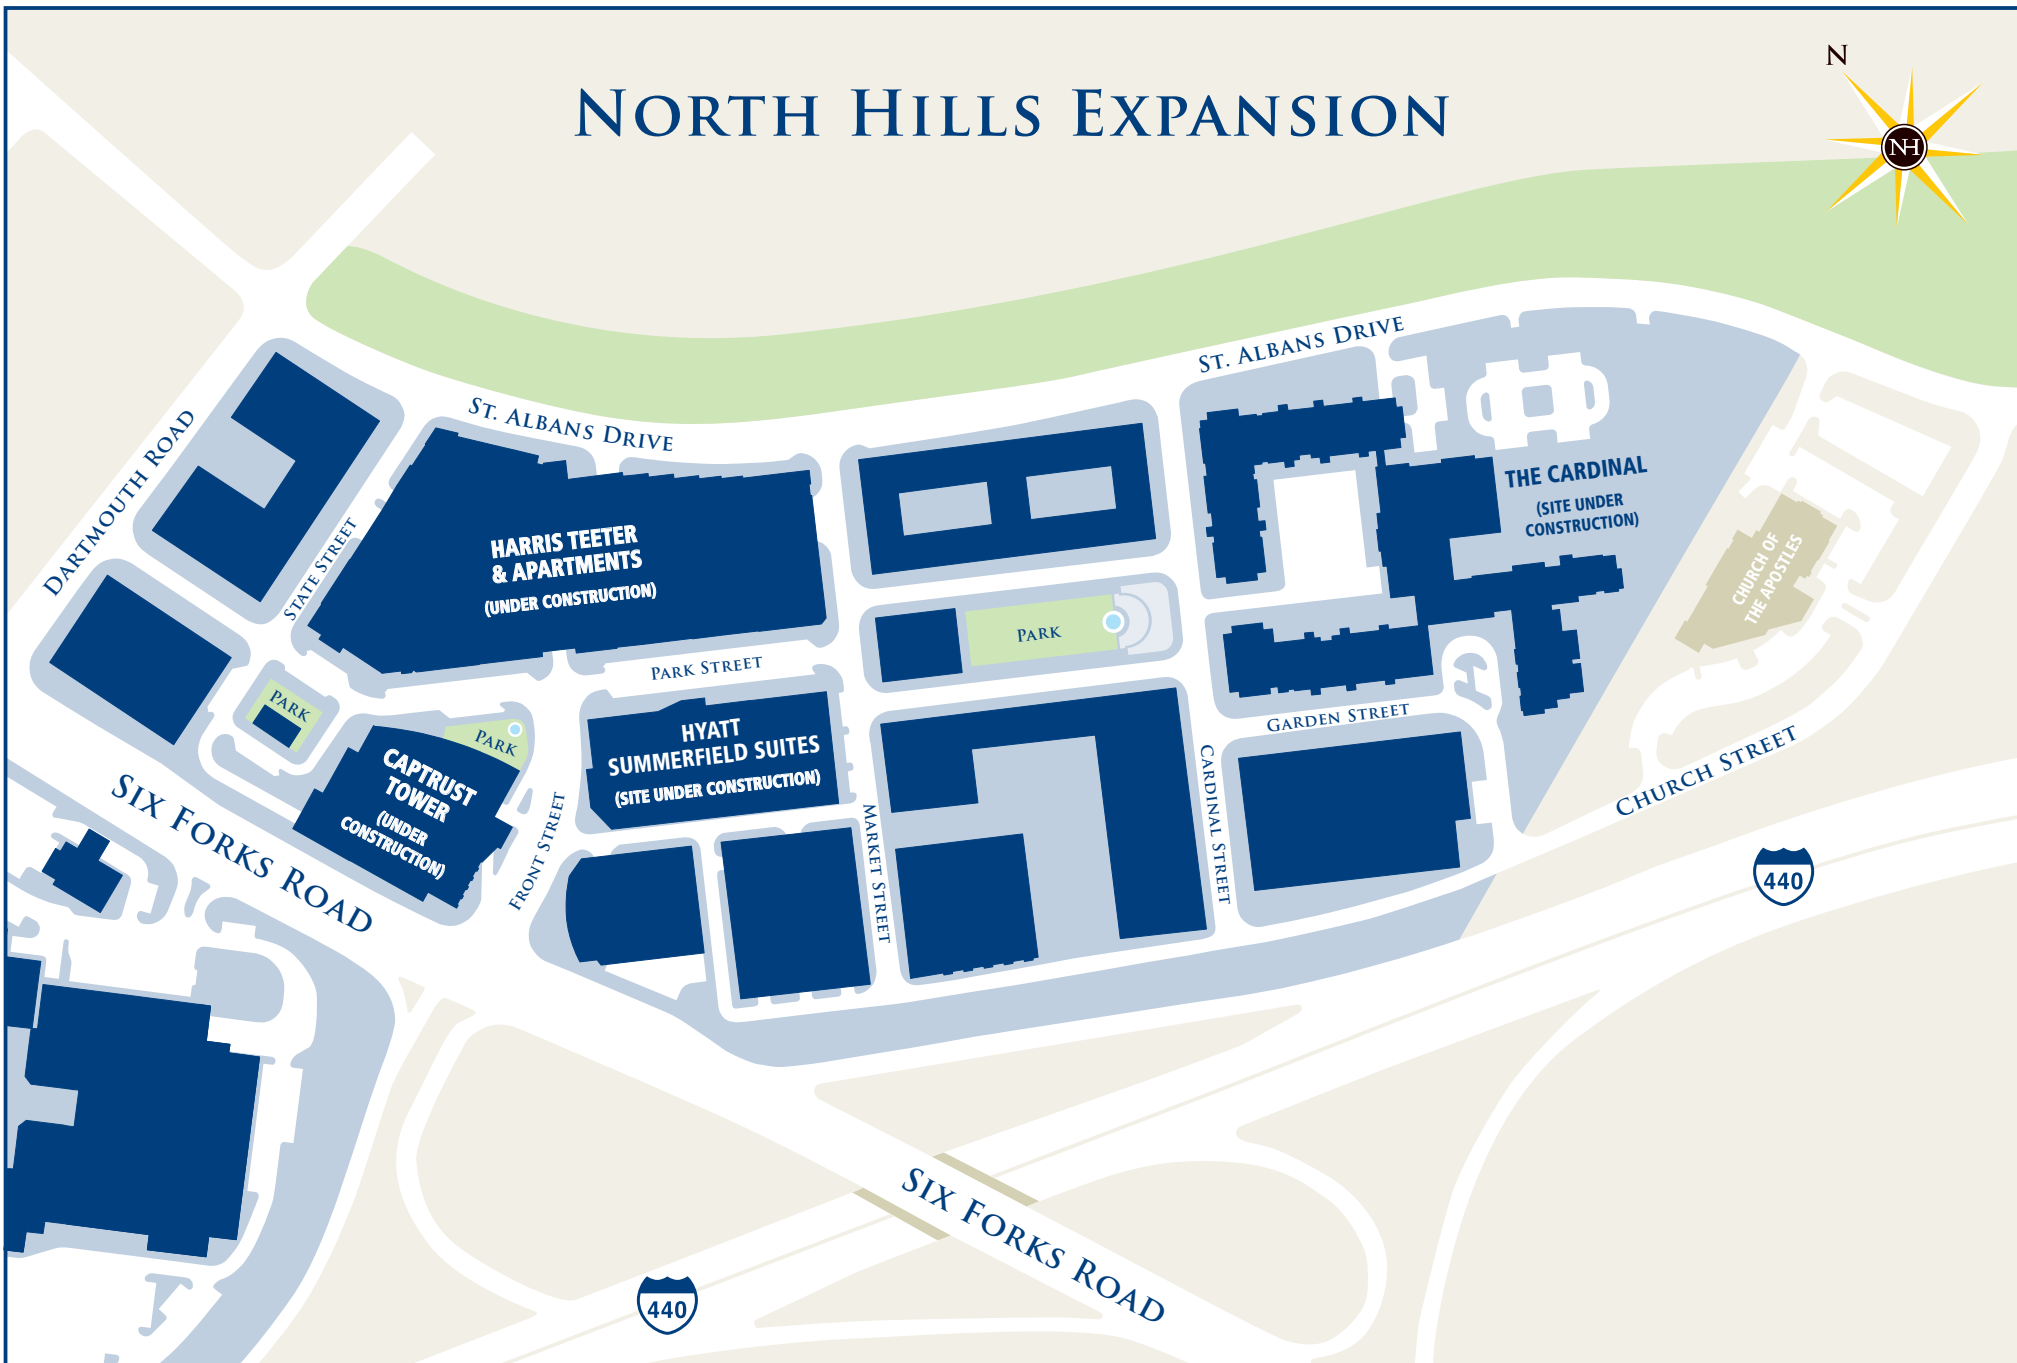 N
NORTH HILLS EXPANSION
NH
ST. ALBANS DRIVE
ST. ALBANS DRIVE
DARTMOUTH ROAD
STATE STREET
HARRIS TEETER
& APARTMENTS
(UNDER CONSTRUCTION)
THE CARDINAL
(SITE UNDER
CONSTRUCTION)
CHURCH OF
THE APOSTLES
PARK
PARK STREET
PARK
PARK
CAPTRUST
TOWER
(UNDER
CONSTRUCTION)
HYATT
SUMMERFIELD SUITES
(SITE UNDER CONSTRUCTION)
GARDEN STREET
CARDINAL STREET
MARKET STREET
FRONT STREET
CHURCH STREET
SIX FORKS ROAD
440
SIX FORKS ROAD
440